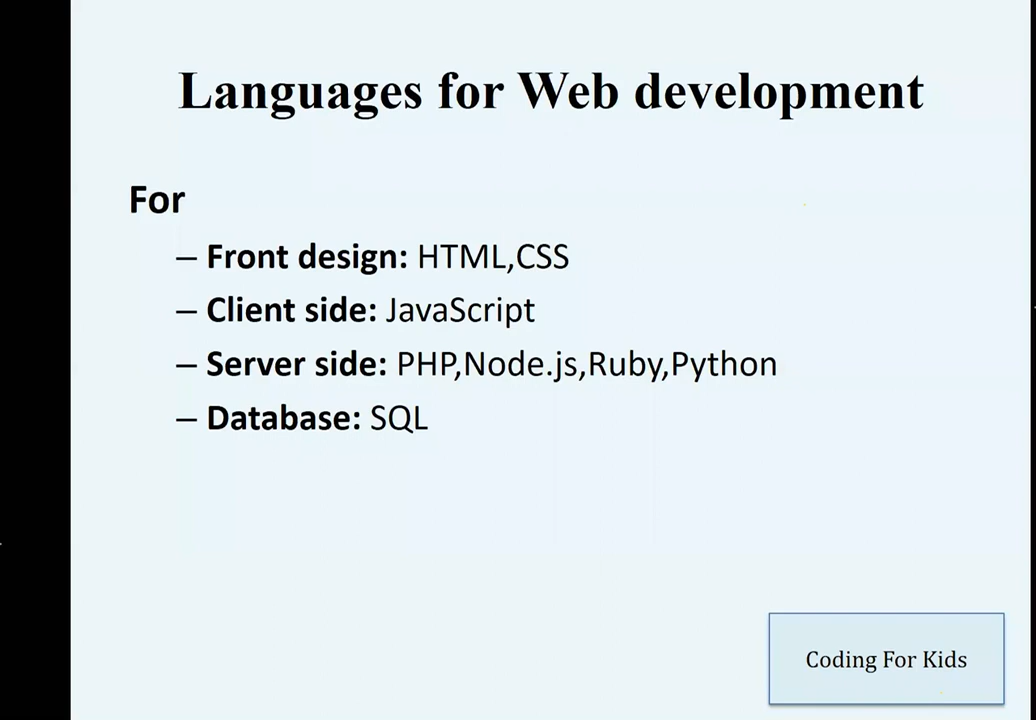 Languages for Web development
For
– Front design: HTML,CSS
– Client side: JavaScript
– Server side: PHP,Node.js,Ruby,Python
– Database: SQL
Coding For Kids